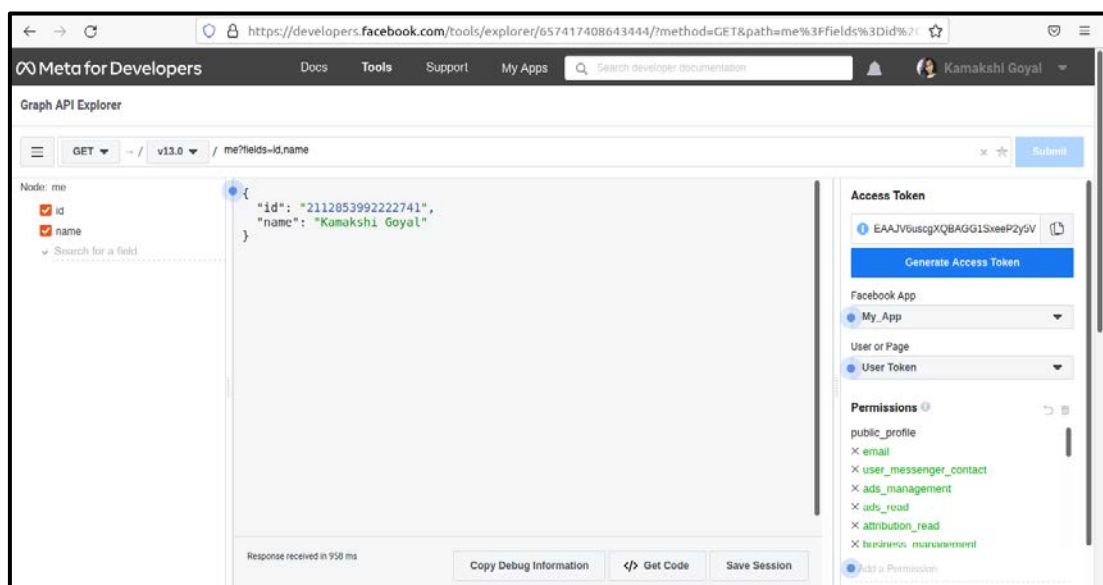 https://developers.facebook.com/tools/explorer/657417408643444/?method=GET&path=me%3Ffields%3Did%2C
Meta for Developers Docs Tools Support My Apps Search developer documentation Kamakshi Goyal
Graph API Explorer
GET → / v13.0 / me?fields=id,name Submit
Node: me
id
name
Search for a field
{
"id": "2112853992222741",
"name": "Kamakshi Goyal"
}
Response received in 958 ms
Copy Debug Information </> Get Code Save Session
Access Token
EAAJV6uscgXQBAGG1SxeeP2y5V
Generate Access Token
Facebook App
My_App
User or Page
User Token
Permissions
public_profile
email
user_messenger_contact
ads_management
ads_read
attribution_read
business_management
Add a Permission